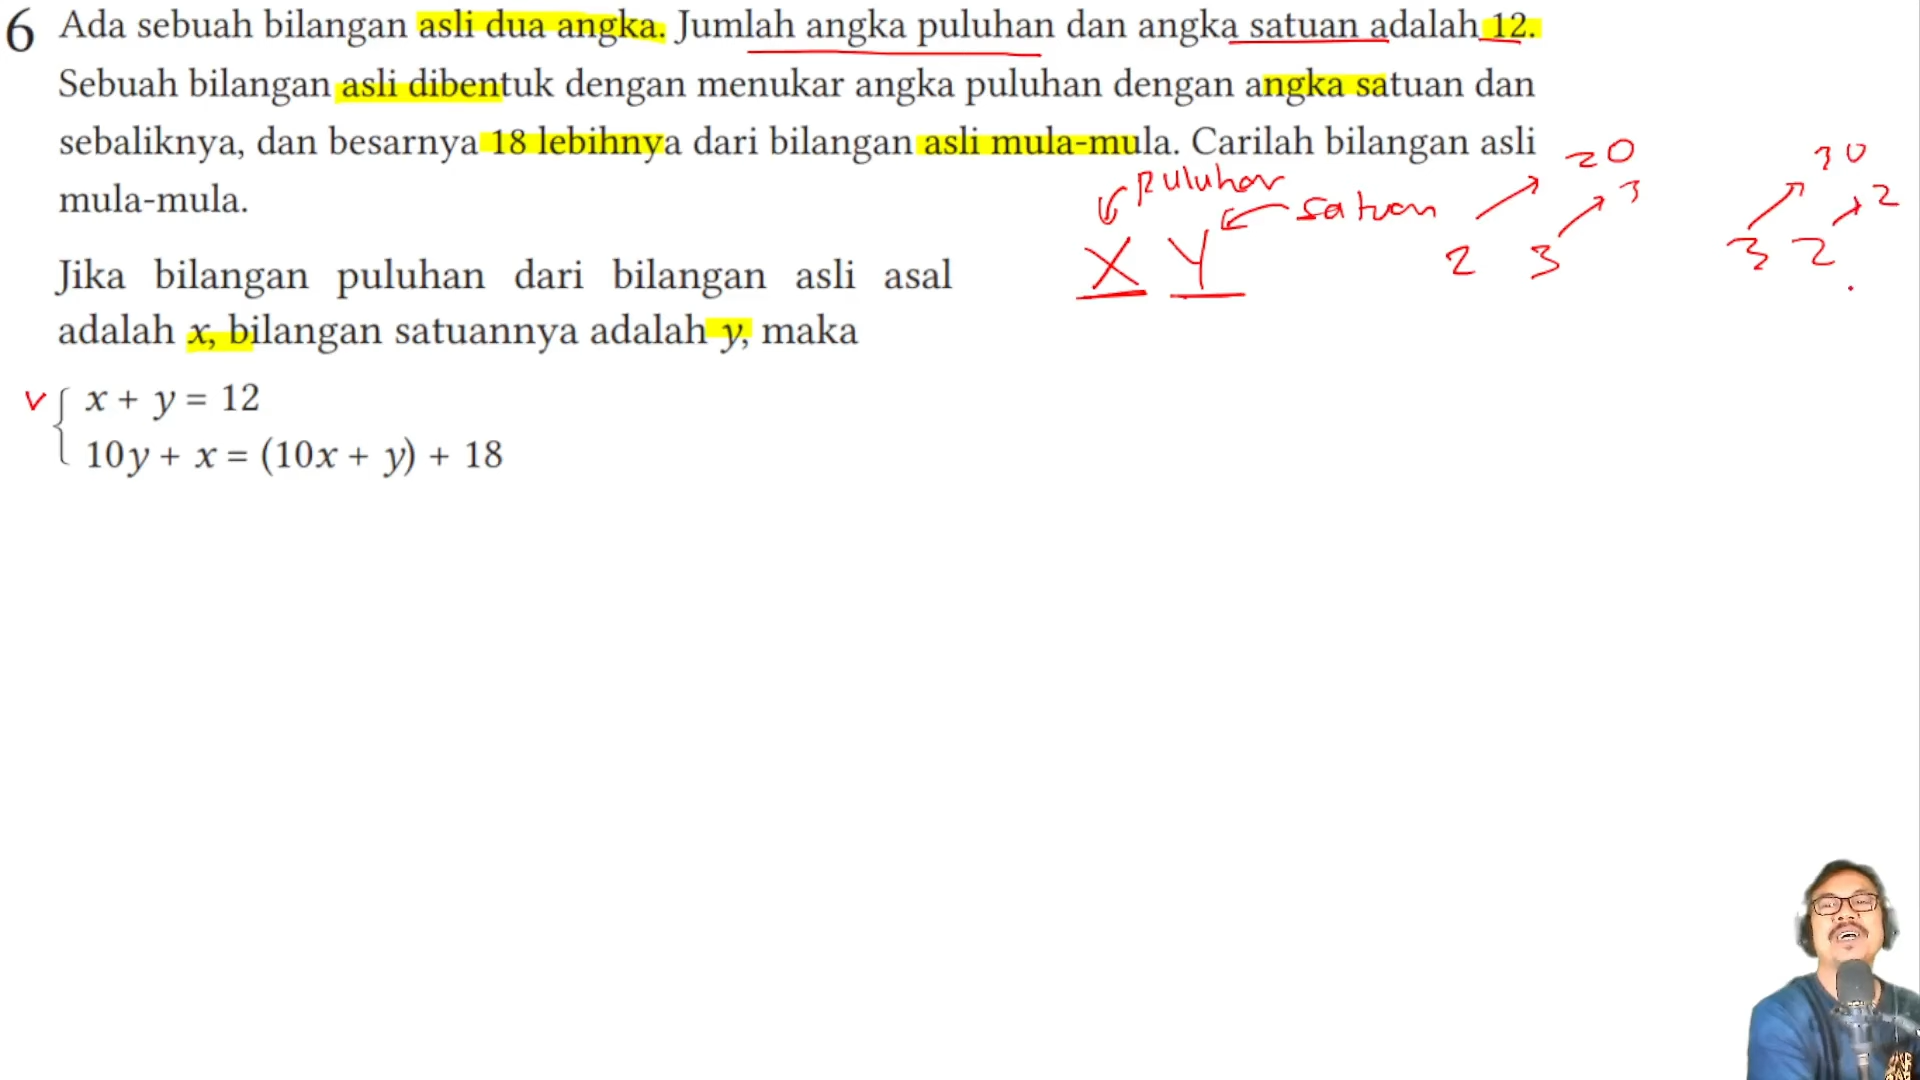 6 Ada sebuah bilangan asli dua angka. Jumlah angka puluhan dan angka satuan adalah 12.
Sebuah bilangan asli dibentuk dengan menukar angka puluhan dengan angka satuan dan
sebaliknya, dan besarnya 18 lebihnya dari bilangan asli mula-mula. Carilah bilangan asli
mula-mula.
puluhan
satuan
X Y
20
3
2 3
30
2
3 2
Jika bilangan puluhan dari bilangan asli asal
adalah x, bilangan satuannya adalah y, maka
x + y = 12
10y + x = (10x + y) + 18